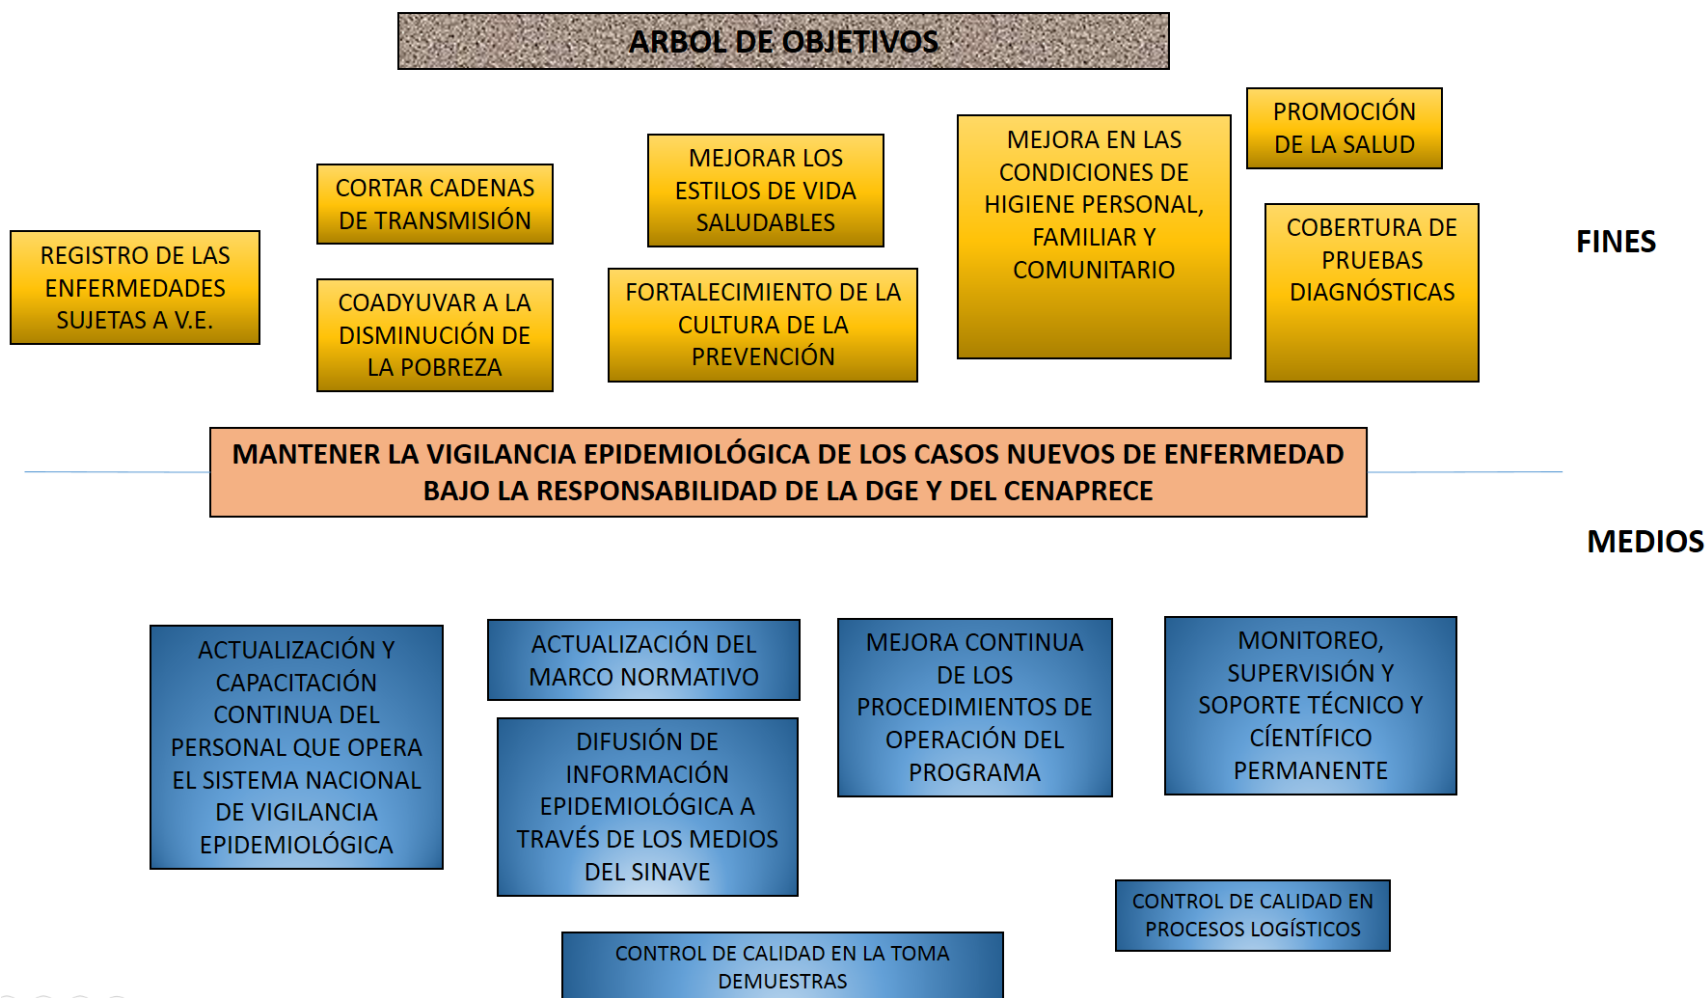 ARBOL DE OBJETIVOS
REGISTRO DE LAS
ENFERMEDADES
SUJETAS A V.E.
CORTAR CADENAS
DE TRANSMISIÓN
COADYUVAR A LA
DISMINUCIÓN DE
LA POBREZA
MEJORAR LOS
ESTILOS DE VIDA
SALUDABLES
FORTALECIMIENTO DE LA
CULTURA DE LA
PREVENCIÓN
MEJORA EN LAS
CONDICIONES DE
HIGIENE PERSONAL,
FAMILIAR Y
COMUNITARIO
PROMOCIÓN
DE LA SALUD
COBERTURA DE
PRUEBAS
DIAGNÓSTICAS
FINES
MANTENER LA VIGILANCIA EPIDEMIOLÓGICA DE LOS CASOS NUEVOS DE ENFERMEDAD
BAJO LA RESPONSABILIDAD DE LA DGE Y DEL CENAPRECE
MEDIOS
ACTUALIZACIÓN Y
CAPACITACIÓN
CONTINUA DEL
PERSONAL QUE OPERA
EL SISTEMA NACIONAL
DE VIGILANCIA
EPIDEMIOLÓGICA
ACTUALIZACIÓN DEL
MARCO NORMATIVO
DIFUSIÓN DE
INFORMACIÓN
EPIDEMIOLÓGICA A
TRAVÉS DE LOS MEDIOS
DEL SINAVE
MEJORA CONTINUA
DE LOS
PROCEDIMIENTOS DE
OPERACIÓN DEL
PROGRAMA
MONITOREO,
SUPERVISIÓN Y
SOPORTE TÉCNICO Y
CÍENTÍFICO
PERMANENTE
CONTROL DE CALIDAD EN
PROCESOS LOGÍSTICOS
CONTROL DE CALIDAD EN LA TOMA
DEMUESTRAS